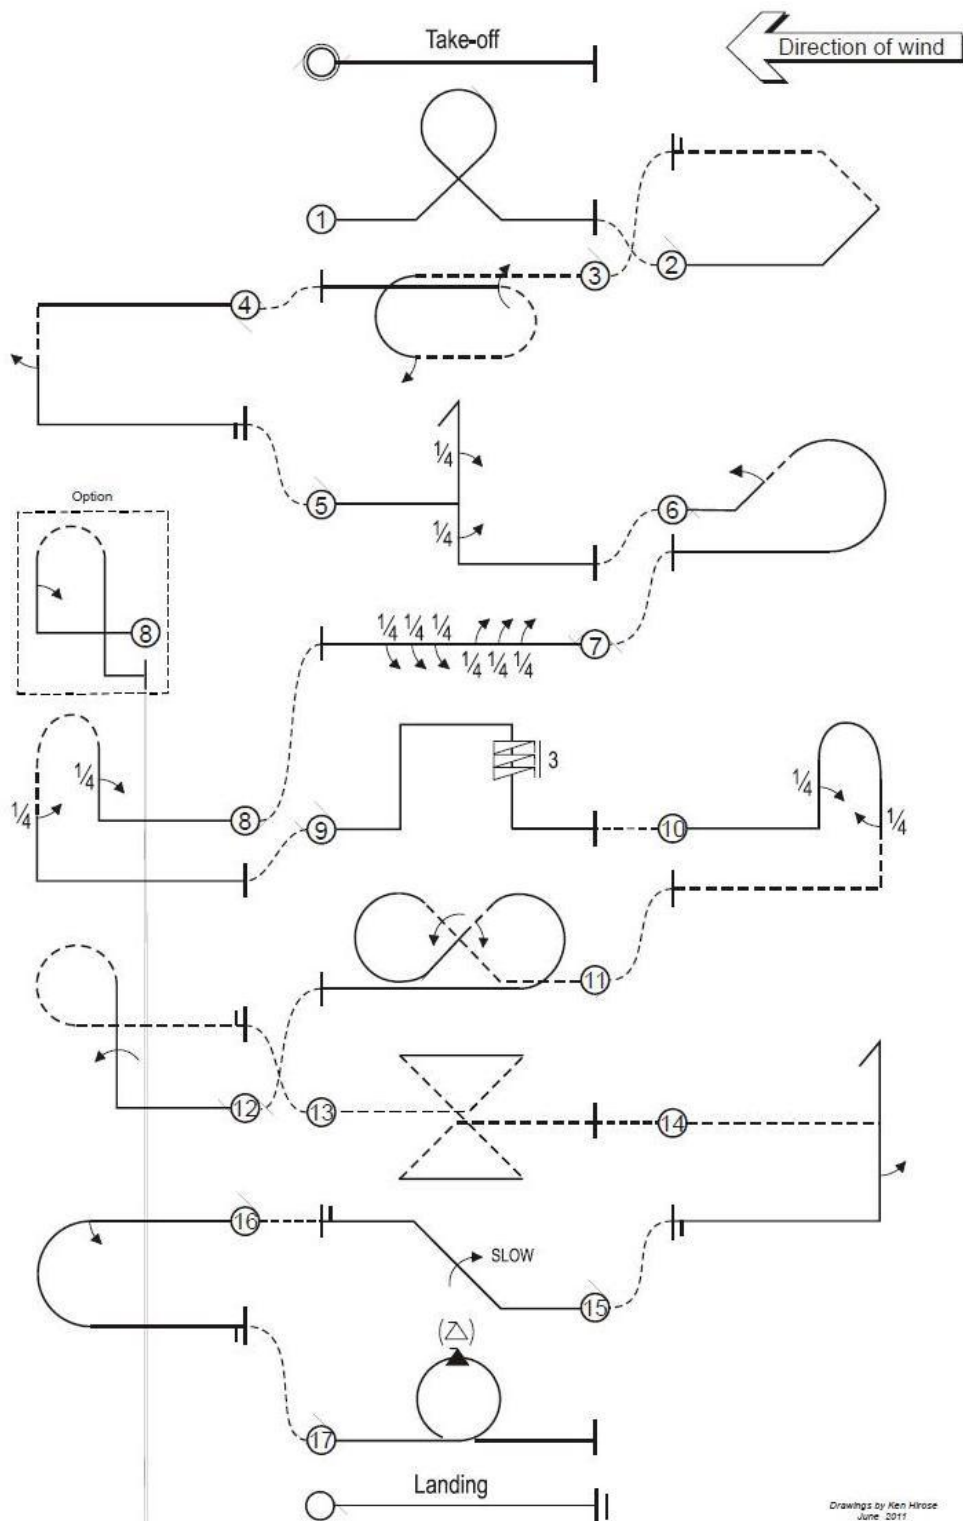 Take-off
Direction of wind
1
2
3
4
1/4
5
6
1/4
Option
8
1/4 1/4 1/4
7
1/4 1/4 1/4
3
1/4
1/4
1/4
1/4
8
9
10
11
12
13
14
16
SLOW
15
(△)
17
Landing
Drawings by Ken Hirose
June 2011